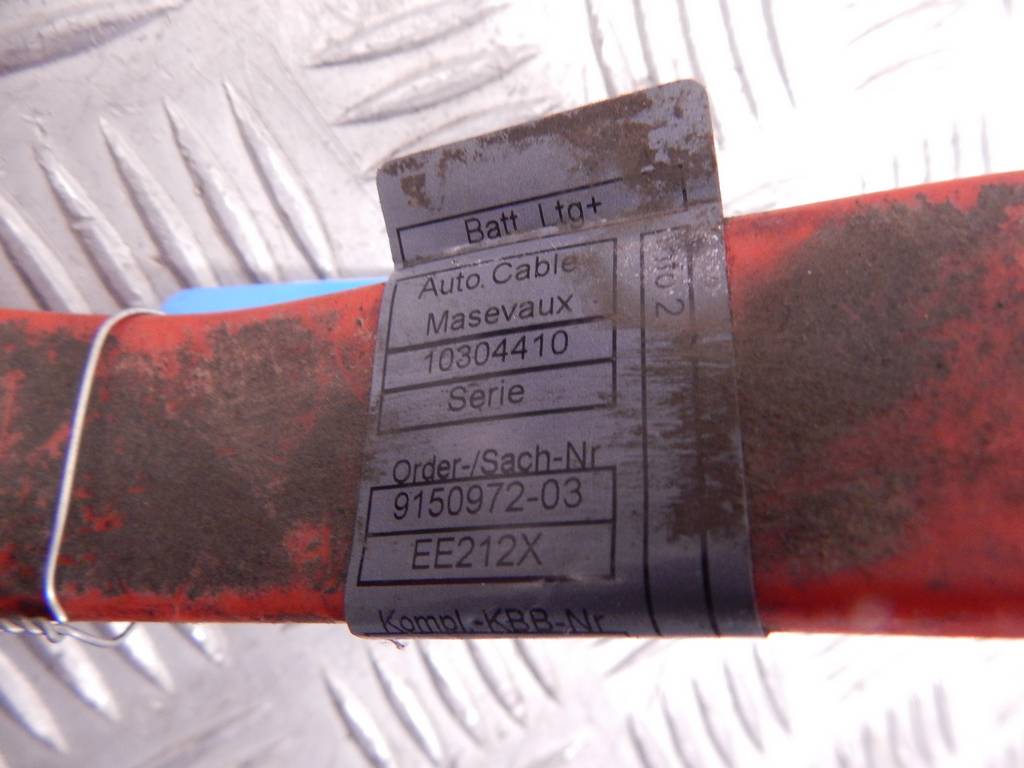 Batt Ltg+
Auto. Cable
Masevaux
10304410
Serie
Order-/Sach-Nr
9150972-03
EE212X
Kompl.-KBB-Nr